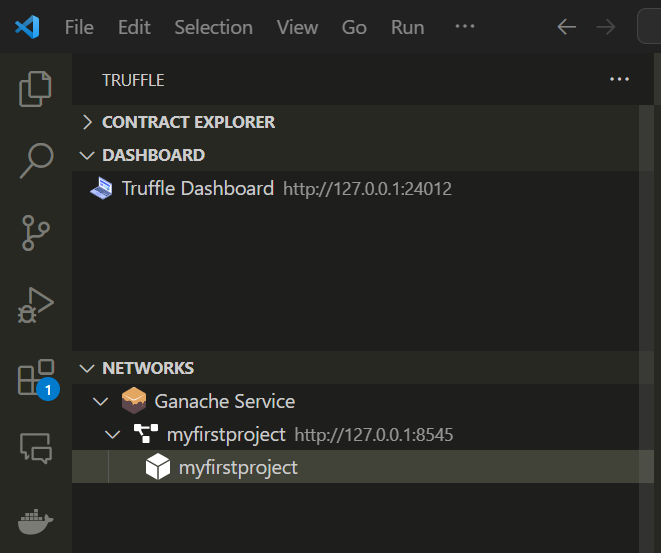 File Edit Selection View Go Run ···
TRUFFLE ···
CONTRACT EXPLORER
DASHBOARD
Truffle Dashboard http://127.0.0.1:24012
1
NETWORKS
Ganache Service
myfirstproject http://127.0.0.1:8545
myfirstproject